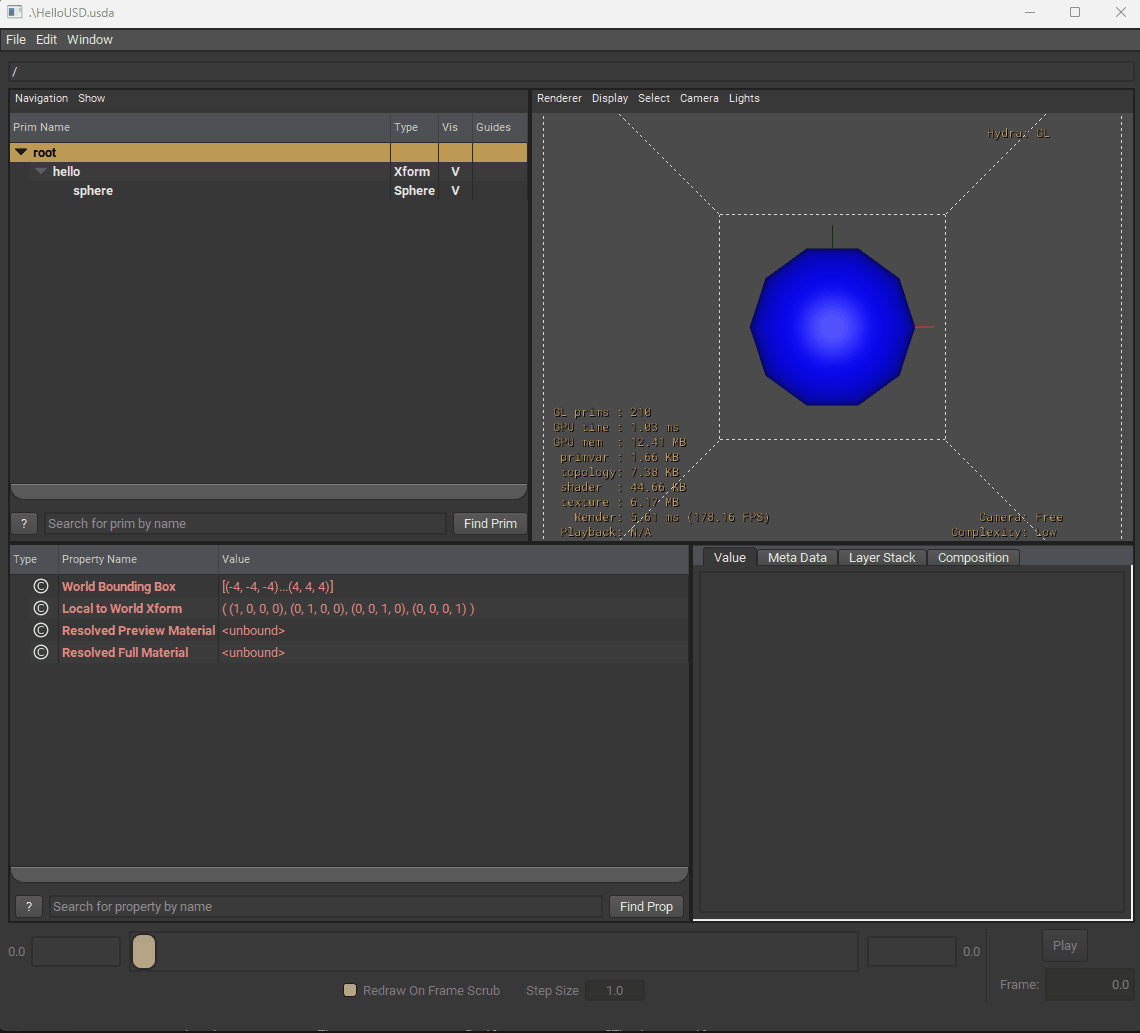 .\HelloUSD.usda
File Edit Window
/
Navigation Show
Prim Name Type Vis Guides
root
hello Xform V
sphere Sphere V
? Search for prim by name Find Prim
Renderer Display Select Camera Lights
Hydra: GL
GL prims : 210
GPU time : 1.03 ms
GPU mem : 12.41 MB
primvar : 1.66 KB
topology: 7.38 KB
shader : 44.66 KB
texture : 6.17 MB
Render: 5.61 ms (178.16 FPS)
Playback: N/A
Camera: Free
Complexity: Low
Type Property Name Value
© World Bounding Box [(-4, -4, -4)...(4, 4, 4)]
© Local to World Xform ( (1, 0, 0, 0), (0, 1, 0, 0), (0, 0, 1, 0), (0, 0, 0, 1) )
© Resolved Preview Material <unbound>
© Resolved Full Material <unbound>
? Search for property by name Find Prop
Value Meta Data Layer Stack Composition
0.0 0.0 Play
Redraw On Frame Scrub Step Size 1.0 Frame: 0.0